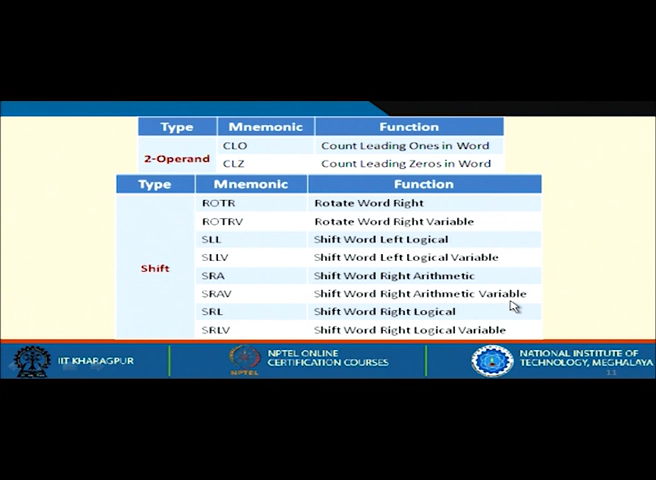 Type Mnemonic Function
2-Operand
CLO Count Leading Ones in Word
CLZ Count Leading Zeros in Word
Type Mnemonic Function
Shift
ROTR Rotate Word Right
ROTRV Rotate Word Right Variable
SLL Shift Word Left Logical
SLLV Shift Word Left Logical Variable
SRA Shift Word Right Arithmetic
SRAV Shift Word Right Arithmetic Variable
SRL Shift Word Right Logical
SRLV Shift Word Right Logical Variable
IIT KHARAGPUR
NPTEL
NPTEL ONLINE
CERTIFICATION COURSES
NATIONAL INSTITUTE OF
TECHNOLOGY, MEGHALAYA
11